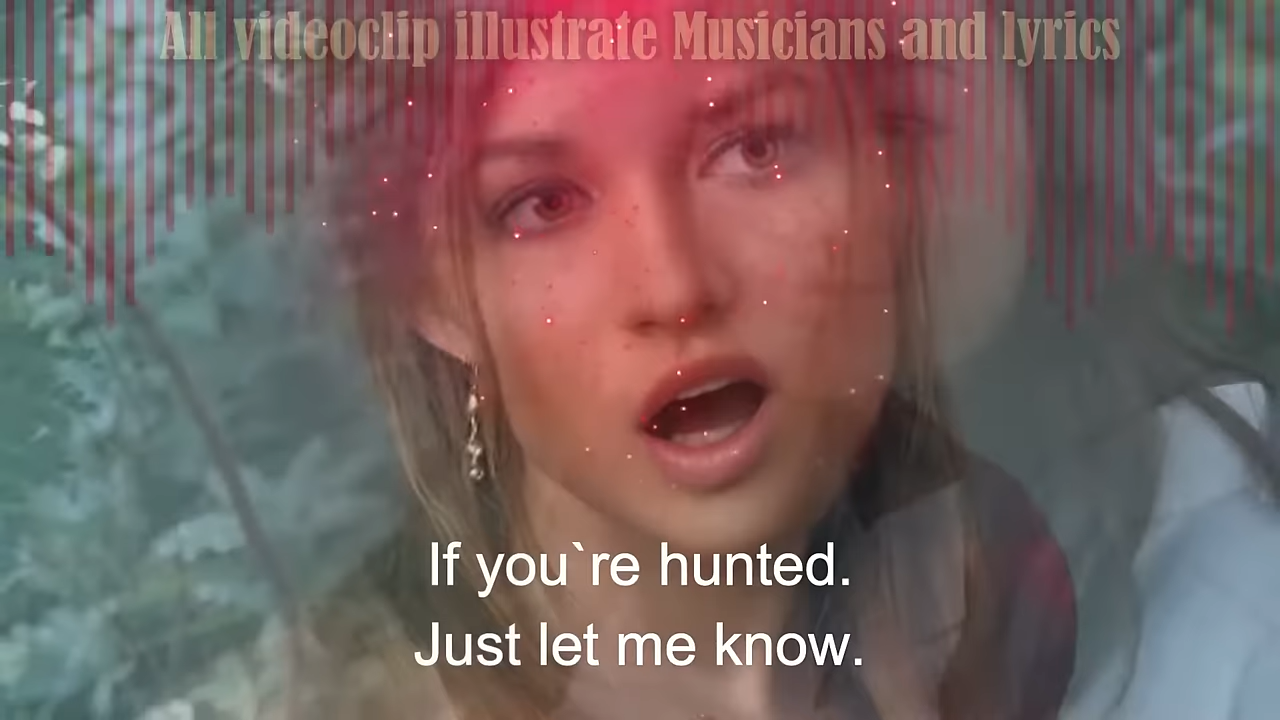 All videoclip illustrate Musicians and lyrics
If you`re hunted.
Just let me know.